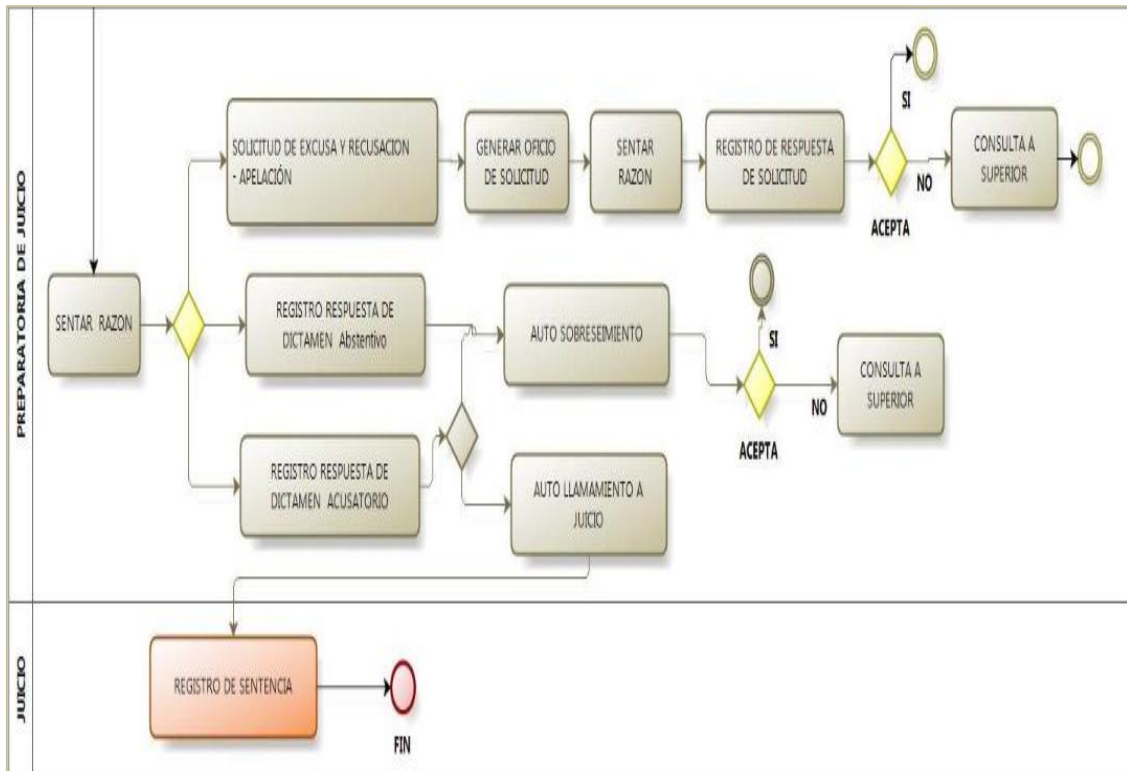 PREPARATORIA DE JUICIO
SENTAR RAZON
SOLICITUD DE EXCUSA Y RECUSACION
- APELACIÓN
GENERAR OFICIO
DE SOLICITUD
SENTAR
RAZON
REGISTRO DE RESPUESTA
DE SOLICITUD
ACEPTA
SI
NO
CONSULTA A
SUPERIOR
REGISTRO RESPUESTA DE
DICTAMEN Abstentivo
AUTO SOBRESEIMIENTO
ACEPTA
SI
NO
CONSULTA A
SUPERIOR
REGISTRO RESPUESTA DE
DICTAMEN ACUSATORIO
AUTO LLAMAMIENTO A
JUICIO
JUICIO
REGISTRO DE SENTENCIA
FIN